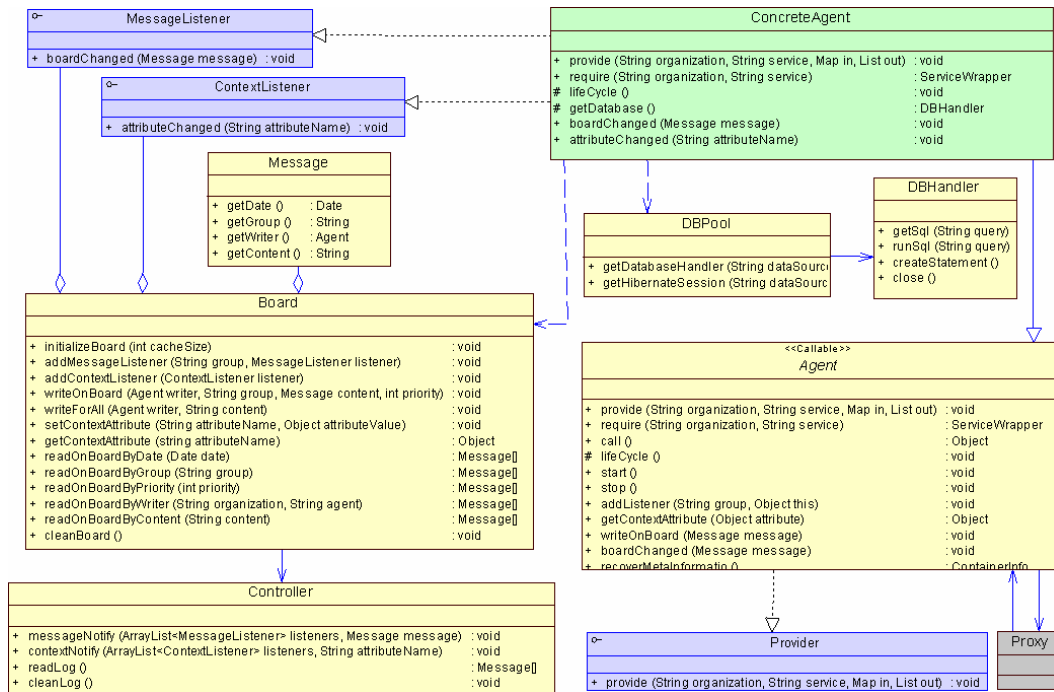 MessageListener
+ boardChanged (Message message) : void
ContextListener
+ attributeChanged (String attributeName) : void
ConcreteAgent
+ provide (String organization, String service, Map in, List out) : void
+ require (String organization, String service) : ServiceWrapper
# lifeCycle () : void
# getDatabase () : DBHandler
+ boardChanged (Message message) : void
+ attributeChanged (String attributeName) : void
Message
+ getDate () : Date
+ getGroup () : String
+ getWriter () : Agent
+ getContent () : String
DBPool
+ getDatabaseHandler (String dataSourc
+ getHibernateSession (String dataSourc
DBHandler
+ getSql (String query)
+ runSql (String query)
+ createStatement ()
+ close ()
Board
+ initializeBoard (int cacheSize) : void
+ addMessageListener (String group, MessageListener listener) : void
+ addContextListener (ContextListener listener) : void
+ writeOnBoard (Agent writer, String group, Message content, int priority) : void
+ writeForAll (Agent writer, String content) : void
+ setContextAttribute (String attributeName, Object attributeValue) : void
+ getContextAttribute (string attributeName) : Object
+ readOnBoardByDate (Date date) : Message[]
+ readOnBoardByGroup (String group) : Message[]
+ readOnBoardByPriority (int priority) : Message[]
+ readOnBoardByWriter (String organization, String agent) : Message[]
+ readOnBoardByContent (String content) : Message[]
+ cleanBoard () : void
<<Callable>>
Agent
+ provide (String organization, String service, Map in, List out) : void
+ require (String organization, String service) : ServiceWrapper
+ call () : Object
# lifeCycle () : void
+ start () : void
+ stop () : void
+ addListener (String group, Object this) : void
+ getContextAttribute (Object attribute) : Object
+ writeOnBoard (Message message) : void
+ boardChanged (Message message) : void
+ recoverMetaInformatio () : ContainerInfo
Controller
+ messageNotify (ArrayList<MessageListener> listeners, Message message) : void
+ contextNotify (ArrayList<ContextListener> listeners, String attributeName) : void
+ readLog () : Message[]
+ cleanLog () : void
Provider
+ provide (String organization, String service, Map in, List out) : void
Proxy